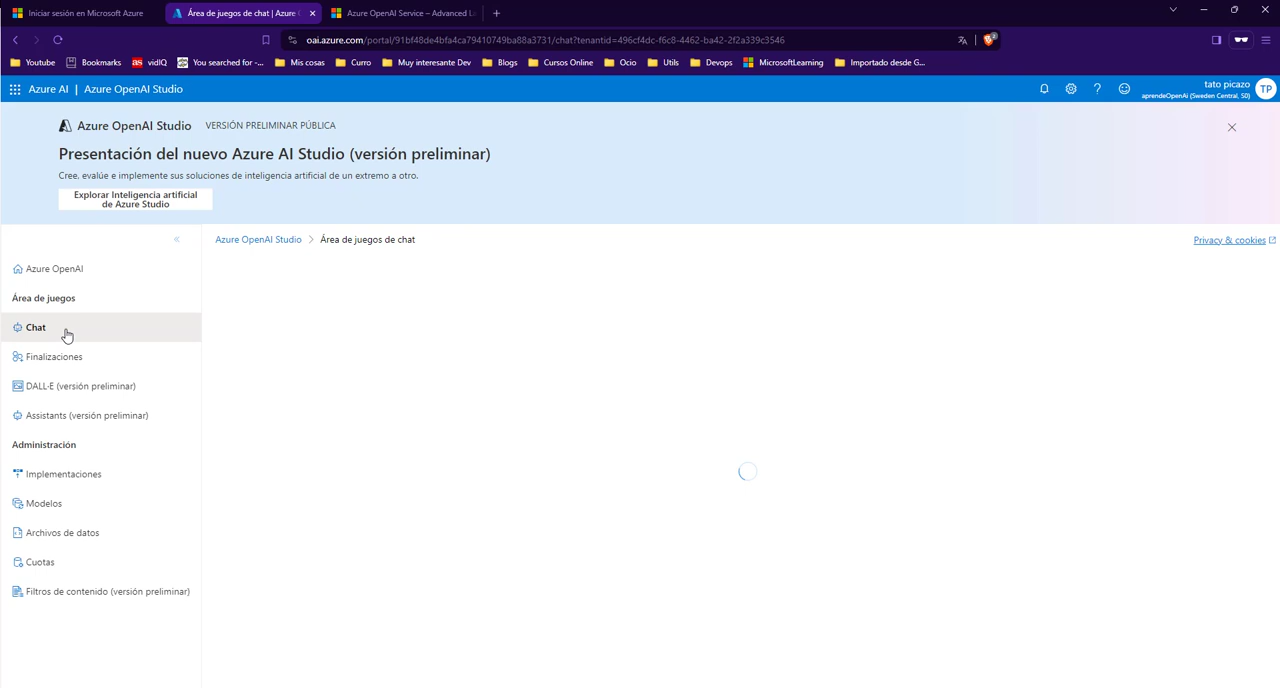 Iniciar sesión en Microsoft Azure
Área de juegos de chat | Azure
Azure OpenAI Service – Advanced L
oai.azure.com/portal/91bf48de4bfa4ca79410749ba88a3731/chat?tenantid=496cf4dc-f6c8-4462-ba42-2f2a339c3546
2
Youtube
Bookmarks
as vidIQ
You searched for -...
Mis cosas
Curro
Muy interesante Dev
Blogs
Cursos Online
Ocio
Utils
Devops
MicrosoftLearning
Importado desde G...
Azure AI | Azure OpenAI Studio
tato picazo
aprendeOpenAI (Sweden Central, S0)
TP
Azure OpenAI Studio VERSIÓN PRELIMINAR PÚBLICA
Presentación del nuevo Azure AI Studio (versión preliminar)
Cree, evalúe e implemente sus soluciones de inteligencia artificial de un extremo a otro.
Explorar Inteligencia artificial
de Azure Studio
Azure OpenAI Studio > Área de juegos de chat
Privacy & cookies
Azure OpenAI
Área de juegos
Chat
Finalizaciones
DALL·E (versión preliminar)
Assistants (versión preliminar)
Administración
Implementaciones
Modelos
Archivos de datos
Cuotas
Filtros de contenido (versión preliminar)